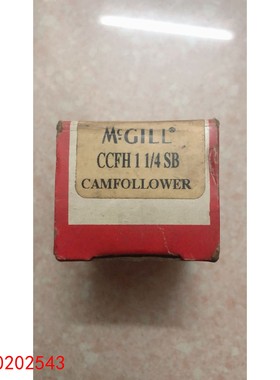 McGILL®
CCFH 1 1/4 SB
CAMFOLLOWER
0202543